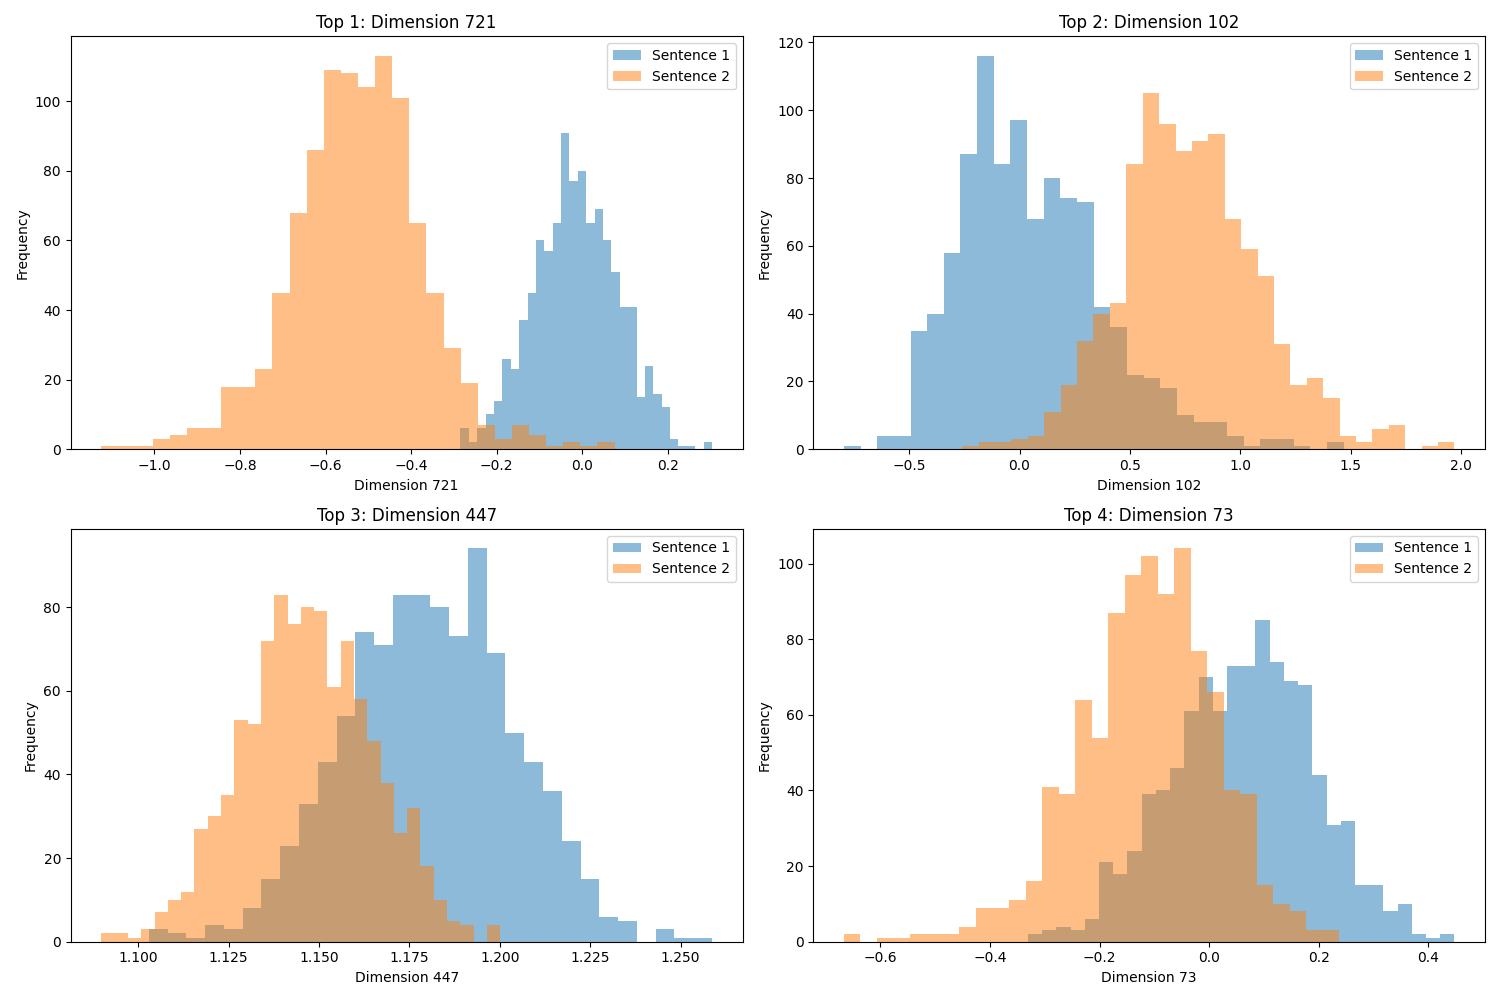 Top 1: Dimension 721
Sentence 1
Sentence 2
Frequency
100
80
60
40
20
0
−1.0 −0.8 −0.6 −0.4 −0.2 0.0 0.2
Dimension 721
Top 2: Dimension 102
Sentence 1
Sentence 2
Frequency
120
100
80
60
40
20
0
−0.5 0.0 0.5 1.0 1.5 2.0
Dimension 102
Top 3: Dimension 447
Sentence 1
Sentence 2
Frequency
80
60
40
20
0
1.100 1.125 1.150 1.175 1.200 1.225 1.250
Dimension 447
Top 4: Dimension 73
Sentence 1
Sentence 2
Frequency
100
80
60
40
20
0
−0.6 −0.4 −0.2 0.0 0.2 0.4
Dimension 73